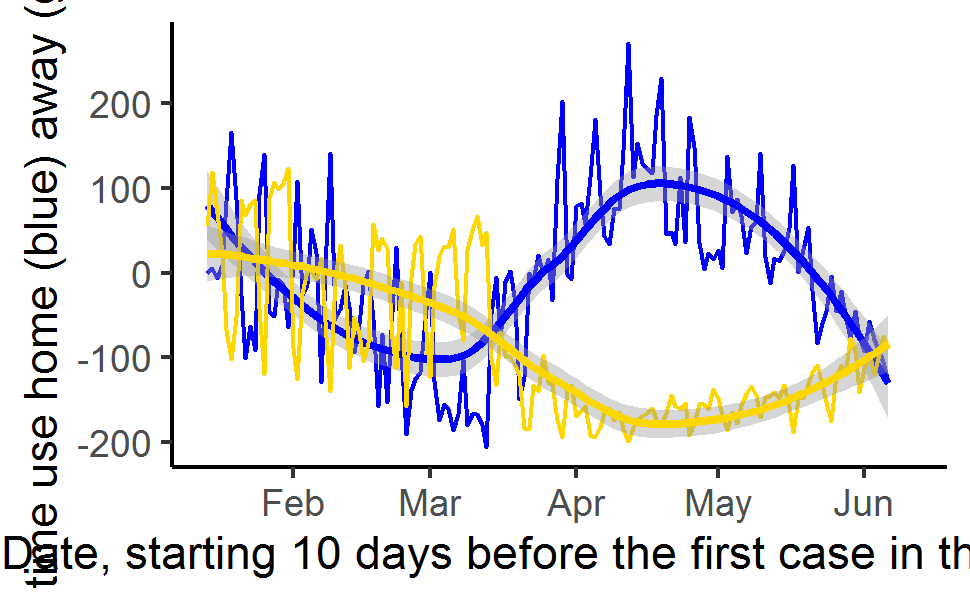 time use home (blue) away (g
200
100
0
-100
-200
Feb Mar Apr May Jun
Date, starting 10 days before the first case in th